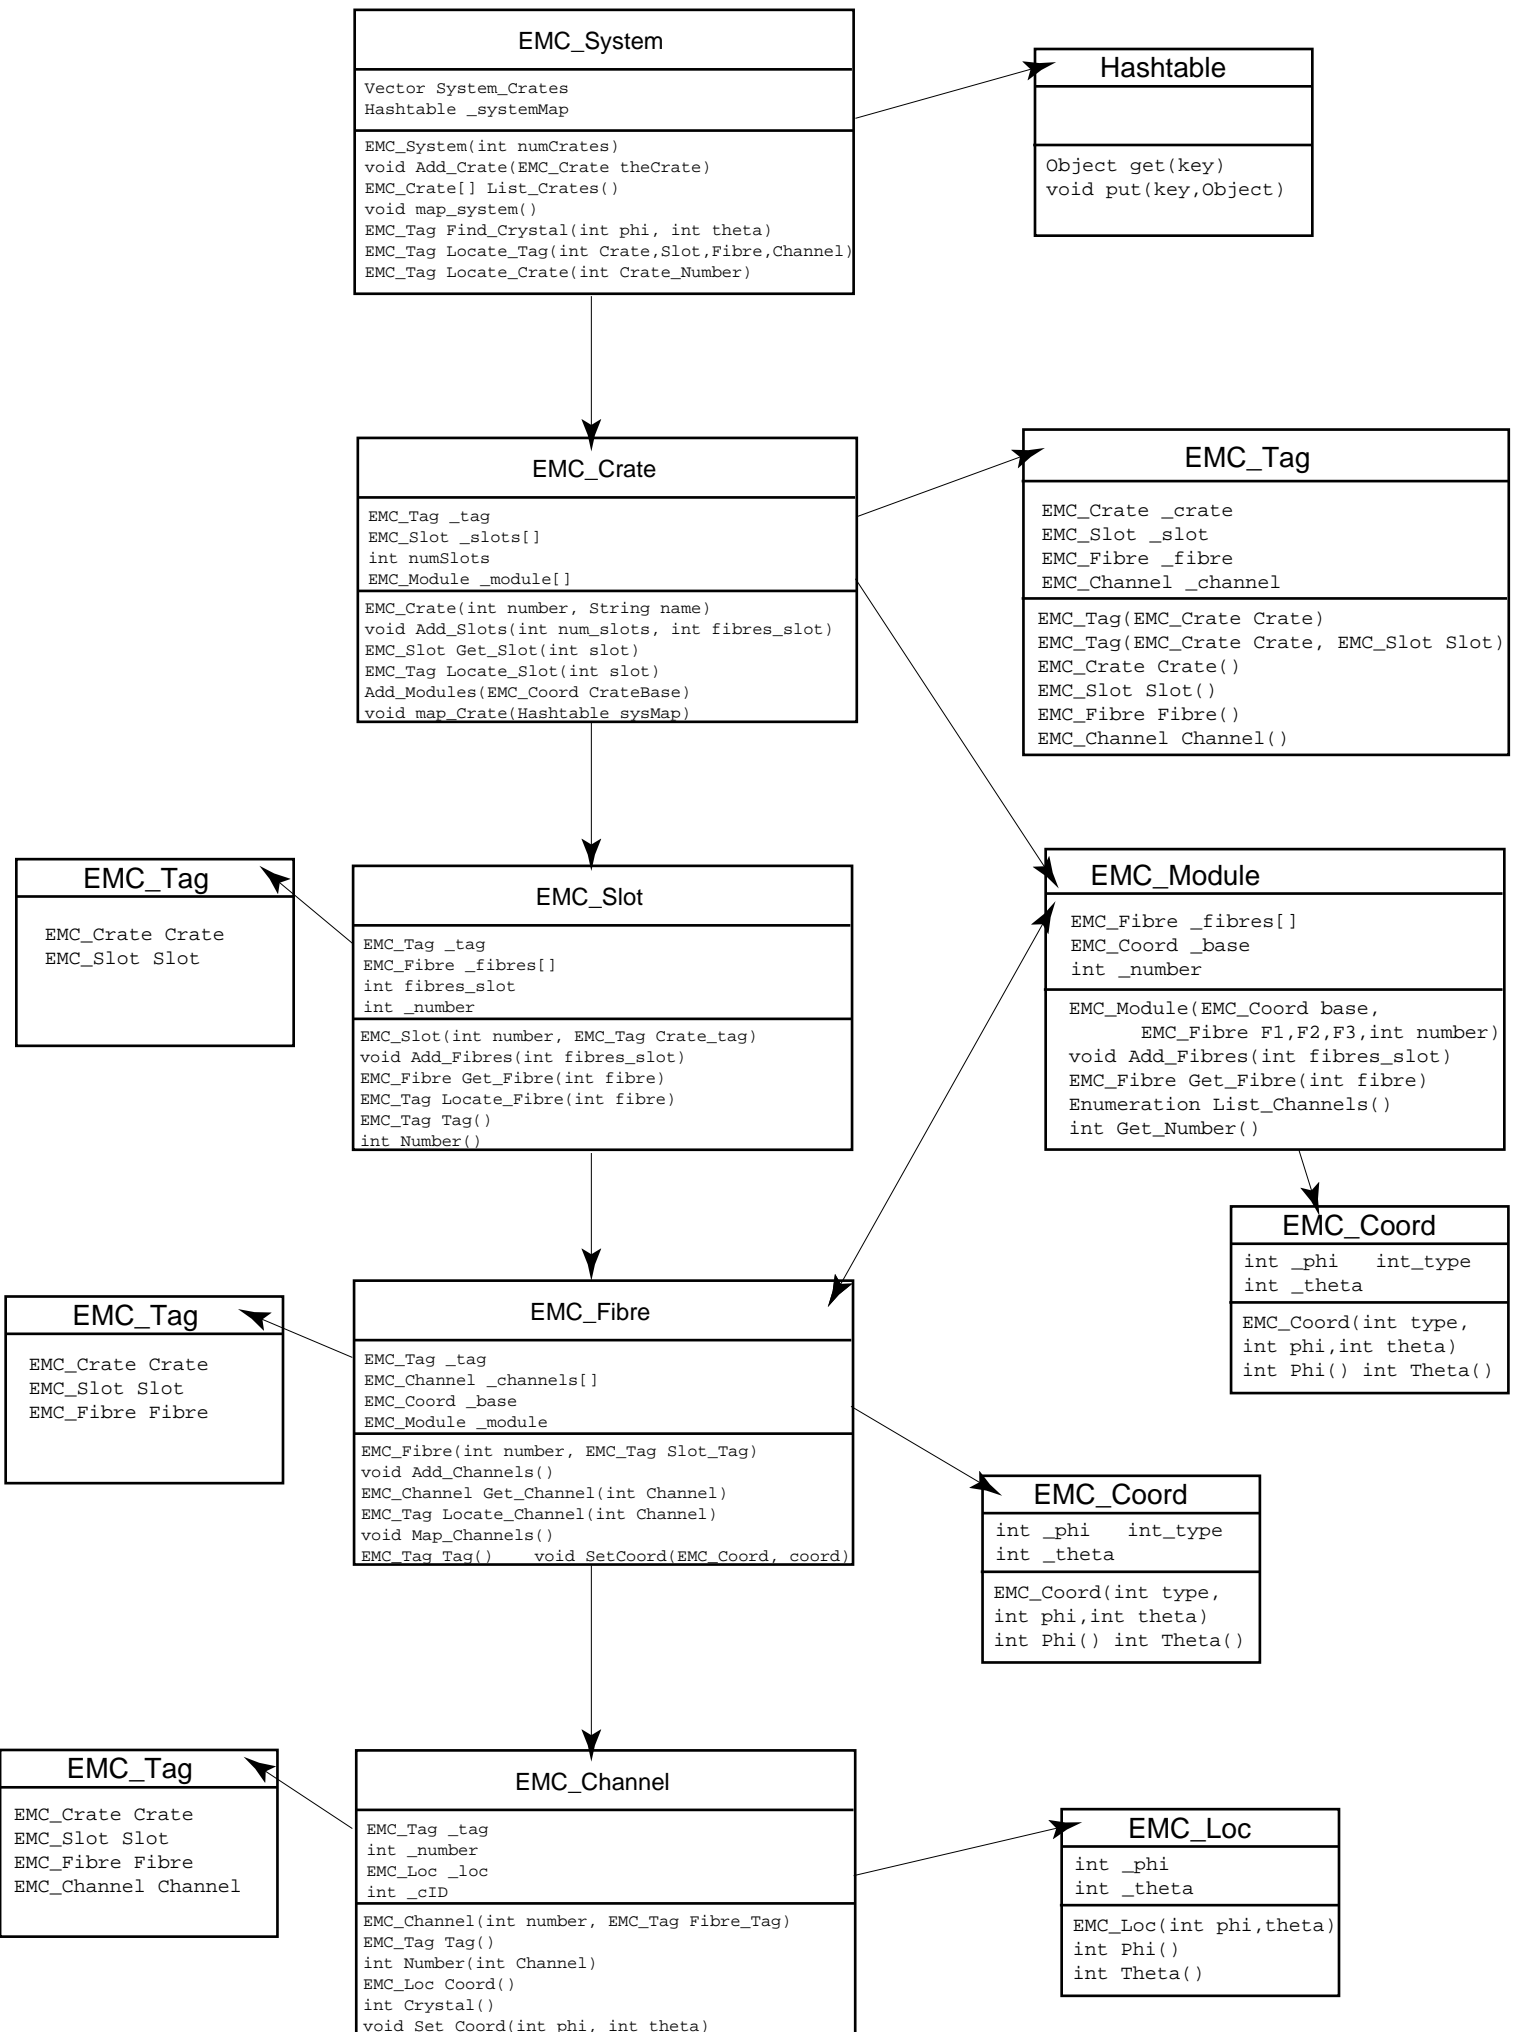 EMC_System
Vector System_Crates
Hashtable _systemMap
EMC_System(int numCrates)
void Add_Crate(EMC_Crate theCrate)
EMC_Crate[] List_Crates()
void map_system()
EMC_Tag Find_Crystal(int phi, int theta)
EMC_Tag Locate_Tag(int Crate,Slot,Fibre,Channel)
EMC_Tag Locate_Crate(int Crate_Number)
Hashtable
Object get(key)
void put(key,Object)
EMC_Crate
EMC_Tag _tag
EMC_Slot _slots[]
int numSlots
EMC_Module _module[]
EMC_Crate(int number, String name)
void Add_Slots(int num_slots, int fibres_slot)
EMC_Slot Get_Slot(int slot)
EMC_Tag Locate_Slot(int slot)
Add_Modules(EMC_Coord CrateBase)
void map_Crate(Hashtable sysMap)
EMC_Tag
EMC_Crate _crate
EMC_Slot _slot
EMC_Fibre _fibre
EMC_Channel _channel
EMC_Tag(EMC_Crate Crate)
EMC_Tag(EMC_Crate Crate, EMC_Slot Slot)
EMC_Crate Crate()
EMC_Slot Slot()
EMC_Fibre Fibre()
EMC_Channel Channel()
EMC_Tag
EMC_Crate Crate
EMC_Slot Slot
EMC_Slot
EMC_Tag _tag
EMC_Fibre _fibres[]
int fibres_slot
int _number
EMC_Slot(int number, EMC_Tag Crate_tag)
void Add_Fibres(int fibres_slot)
EMC_Fibre Get_Fibre(int fibre)
EMC_Tag Locate_Fibre(int fibre)
EMC_Tag Tag()
int Number()
EMC_Module
EMC_Fibre _fibres[]
EMC_Coord _base
int _number
EMC_Module(EMC_Coord base,
EMC_Fibre F1,F2,F3,int number)
void Add_Fibres(int fibres_slot)
EMC_Fibre Get_Fibre(int fibre)
Enumeration List_Channels()
int Get_Number()
EMC_Coord
int _phi   int_type
int _theta
EMC_Coord(int type,
int phi,int theta)
int Phi() int Theta()
EMC_Tag
EMC_Crate Crate
EMC_Slot Slot
EMC_Fibre Fibre
EMC_Fibre
EMC_Tag _tag
EMC_Channel _channels[]
EMC_Coord _base
EMC_Module _module
EMC_Fibre(int number, EMC_Tag Slot_Tag)
void Add_Channels()
EMC_Channel Get_Channel(int Channel)
EMC_Tag Locate_Channel(int Channel)
void Map_Channels()
EMC_Tag Tag()    void SetCoord(EMC_Coord, coord)
EMC_Coord
int _phi   int_type
int _theta
EMC_Coord(int type,
int phi,int theta)
int Phi() int Theta()
EMC_Tag
EMC_Crate Crate
EMC_Slot Slot
EMC_Fibre Fibre
EMC_Channel Channel
EMC_Channel
EMC_Tag _tag
int _number
EMC_Loc _loc
int _cID
EMC_Channel(int number, EMC_Tag Fibre_Tag)
EMC_Tag Tag()
int Number(int Channel)
EMC_Loc Coord()
int Crystal()
void Set_Coord(int phi, int theta)
EMC_Loc
int _phi
int _theta
EMC_Loc(int phi,theta)
int Phi()
int Theta()